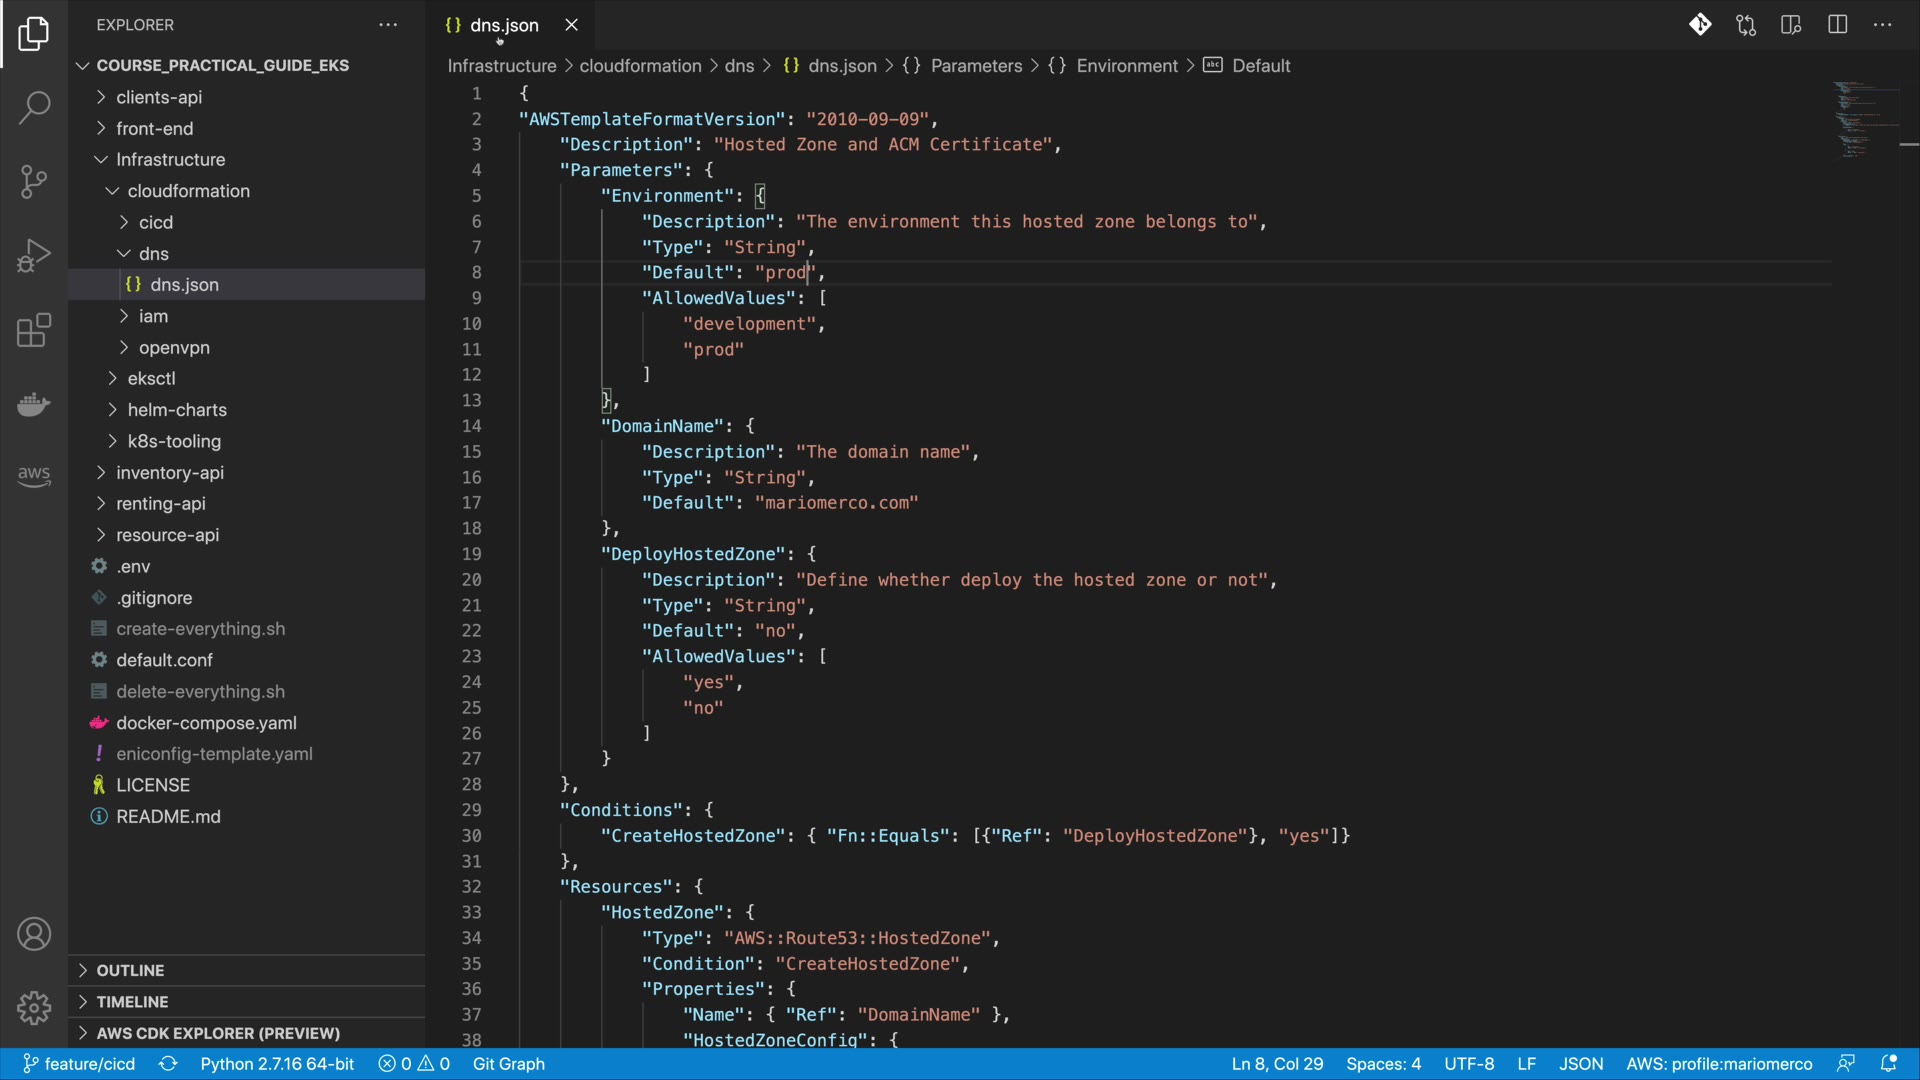 EXPLORER
COURSE_PRACTICAL_GUIDE_EKS
clients-api
front-end
Infrastructure
cloudformation
cicd
dns
{} dns.json
iam
openvpn
eksctl
helm-charts
k8s-tooling
inventory-api
renting-api
resource-api
.env
.gitignore
create-everything.sh
default.conf
delete-everything.sh
docker-compose.yaml
! eniconfig-template.yaml
LICENSE
README.md
OUTLINE
TIMELINE
AWS CDK EXPLORER (PREVIEW)
aws
{} dns.json
Infrastructure > cloudformation > dns > {} dns.json > {} Parameters > {} Environment > abc Default
1 {
2 "AWSTemplateFormatVersion": "2010-09-09",
3 "Description": "Hosted Zone and ACM Certificate",
4 "Parameters": {
5 "Environment": {
6 "Description": "The environment this hosted zone belongs to",
7 "Type": "String",
8 "Default": "prod",
9 "AllowedValues": [
10 "development",
11 "prod"
12 ]
13 },
14 "DomainName": {
15 "Description": "The domain name",
16 "Type": "String",
17 "Default": "mariomerco.com"
18 },
19 "DeployHostedZone": {
20 "Description": "Define whether deploy the hosted zone or not",
21 "Type": "String",
22 "Default": "no",
23 "AllowedValues": [
24 "yes",
25 "no"
26 ]
27 }
28 },
29 "Conditions": {
30 "CreateHostedZone": { "Fn::Equals": [{"Ref": "DeployHostedZone"}, "yes"]}
31 },
32 "Resources": {
33 "HostedZone": {
34 "Type": "AWS::Route53::HostedZone",
35 "Condition": "CreateHostedZone",
36 "Properties": {
37 "Name": { "Ref": "DomainName" },
38 "HostedZoneConfig": {
feature/cicd Python 2.7.16 64-bit 0 0 Git Graph Ln 8, Col 29 Spaces: 4 UTF-8 LF JSON AWS: profile:mariomerco